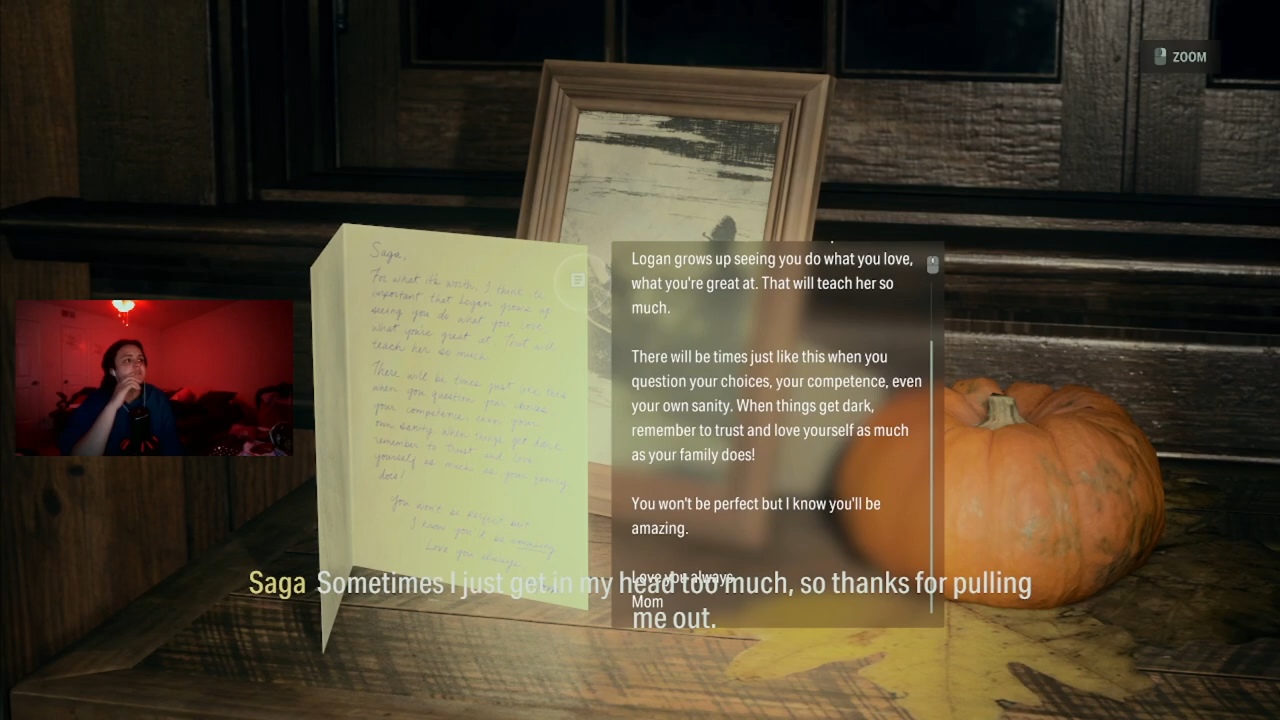 ZOOM
Saga,
For what it's worth, I think it's
important that Logan grows up
seeing you do what you love,
what you're great at. That will
teach her so much.
There will be times just like this
when you question your choices,
your competence, even your
own sanity. When things get dark,
remember to trust and love
yourself as much as your family
does!
You won't be perfect but
I know you'll be amazing.
Love you always,
Logan grows up seeing you do what you love,
what you're great at. That will teach her so
much.
There will be times just like this when you
question your choices, your competence, even
your own sanity. When things get dark,
remember to trust and love yourself as much
as your family does!
You won't be perfect but I know you'll be
amazing.
Love you always,
Mom
Saga Sometimes I just get in my head too much, so thanks for pulling
me out.